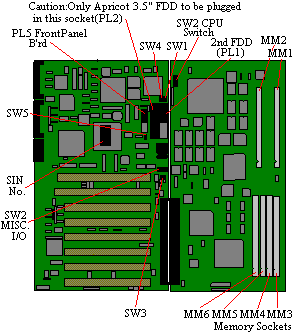 Caution:Only Apricot 3.5" FDD to be plugged
in this socket(PL2)
SW2 CPU
Switch
PL5 FrontPanel
B'rd
SW4
SW1
2nd FDD
(PL1)
MM2
MM1
SW5
SIN
No.
SW2
MISC.
I/O
SW3
MM6
MM5
MM4
MM3
Memory Sockets